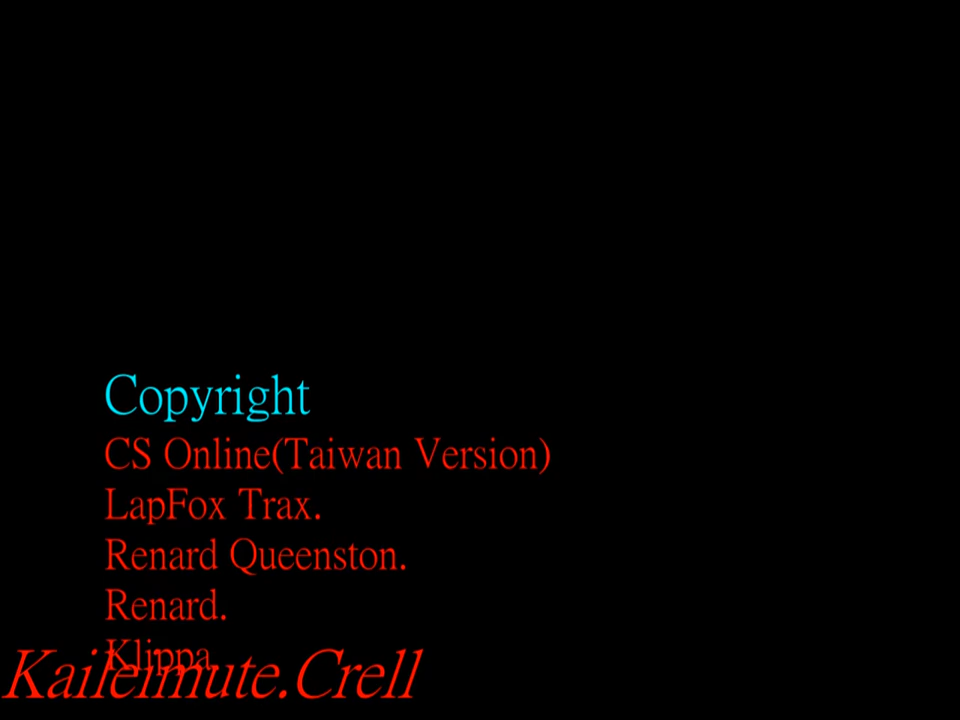 Copyright
CS Online(Taiwan Version)
LapFox Trax.
Renard Queenston.
Renard.
Klippa.
Kaileimute.Crell